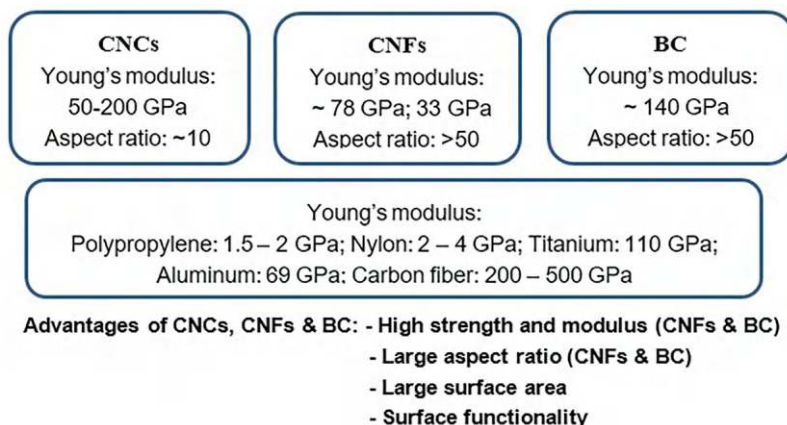 CNCs
Young's modulus:
50-200 GPa
Aspect ratio: ~10
CNFs
Young's modulus:
~ 78 GPa; 33 GPa
Aspect ratio: >50
BC
Young's modulus:
~ 140 GPa
Aspect ratio: >50
Young's modulus:
Polypropylene: 1.5 – 2 GPa; Nylon: 2 – 4 GPa; Titanium: 110 GPa;
Aluminum: 69 GPa; Carbon fiber: 200 – 500 GPa
Advantages of CNCs, CNFs & BC: - High strength and modulus (CNFs & BC)
- Large aspect ratio (CNFs & BC)
- Large surface area
- Surface functionality